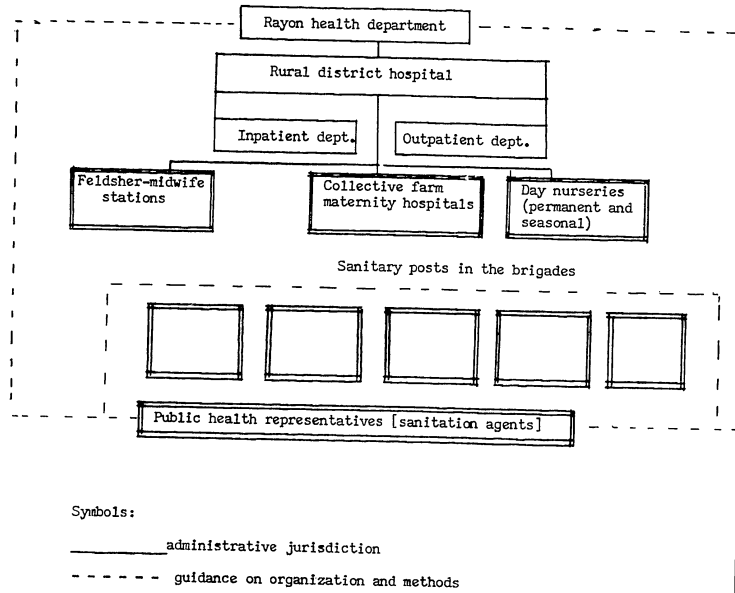 Rayon health department
Rural district hospital
Inpatient dept.
Outpatient dept.
Feldsher-midwife
stations
Collective farm
maternity hospitals
Day nurseries
(permanent and
seasonal)
Sanitary posts in the brigades
Public health representatives [sanitation agents]
Symbols:
administrative jurisdiction
guidance on organization and methods